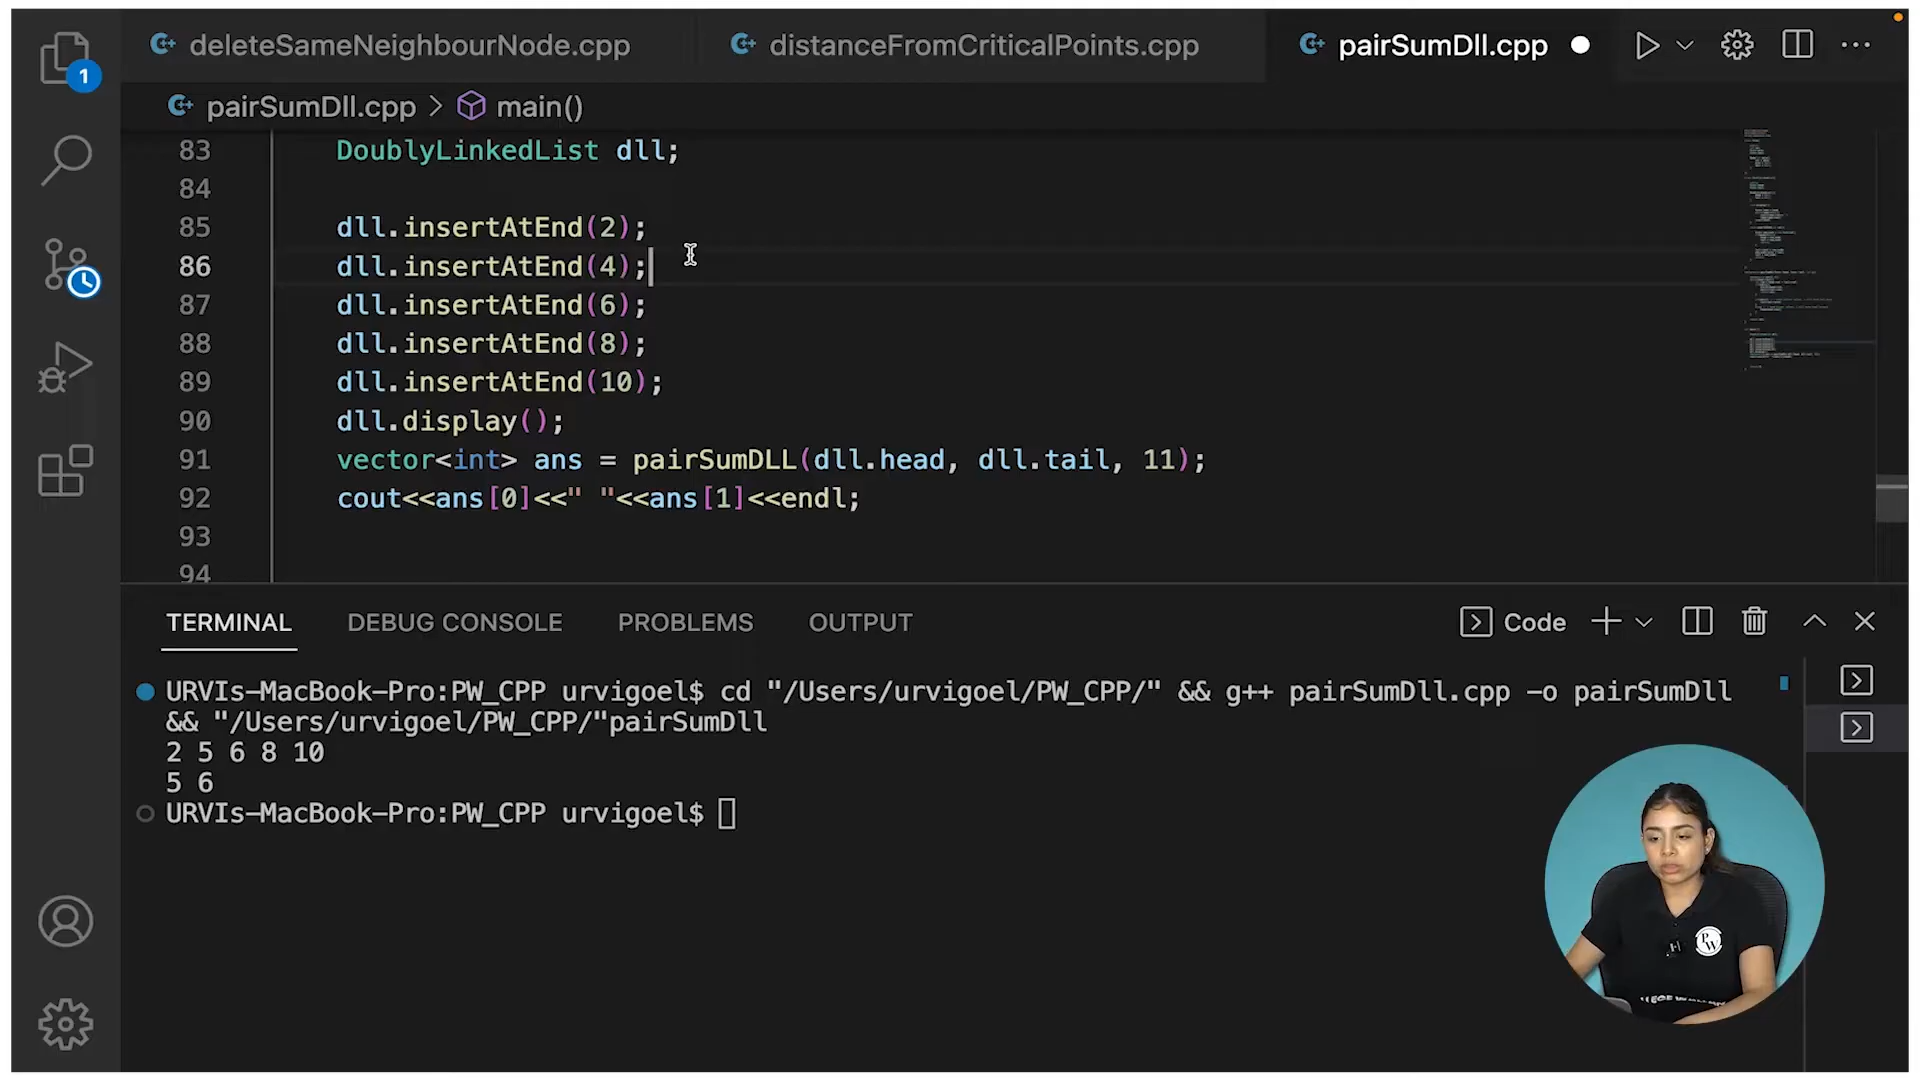 deleteSameNeighbourNode.cpp
distanceFromCriticalPoints.cpp
pairSumDll.cpp
1
pairSumDll.cpp > main()
83 DoublyLinkedList dll;
84
85 dll.insertAtEnd(2);
86 dll.insertAtEnd(4);
87 dll.insertAtEnd(6);
88 dll.insertAtEnd(8);
89 dll.insertAtEnd(10);
90 dll.display();
91 vector<int> ans = pairSumDLL(dll.head, dll.tail, 11);
92 cout<<ans[0]<<" "<<ans[1]<<endl;
93
94
TERMINAL DEBUG CONSOLE PROBLEMS OUTPUT
Code
URVIs-MacBook-Pro:PW_CPP urvigoel$ cd "/Users/urvigoel/PW_CPP/" && g++ pairSumDll.cpp -o pairSumDll
&& "/Users/urvigoel/PW_CPP/"pairSumDll
2 5 6 8 10
5 6
URVIs-MacBook-Pro:PW_CPP urvigoel$
PW